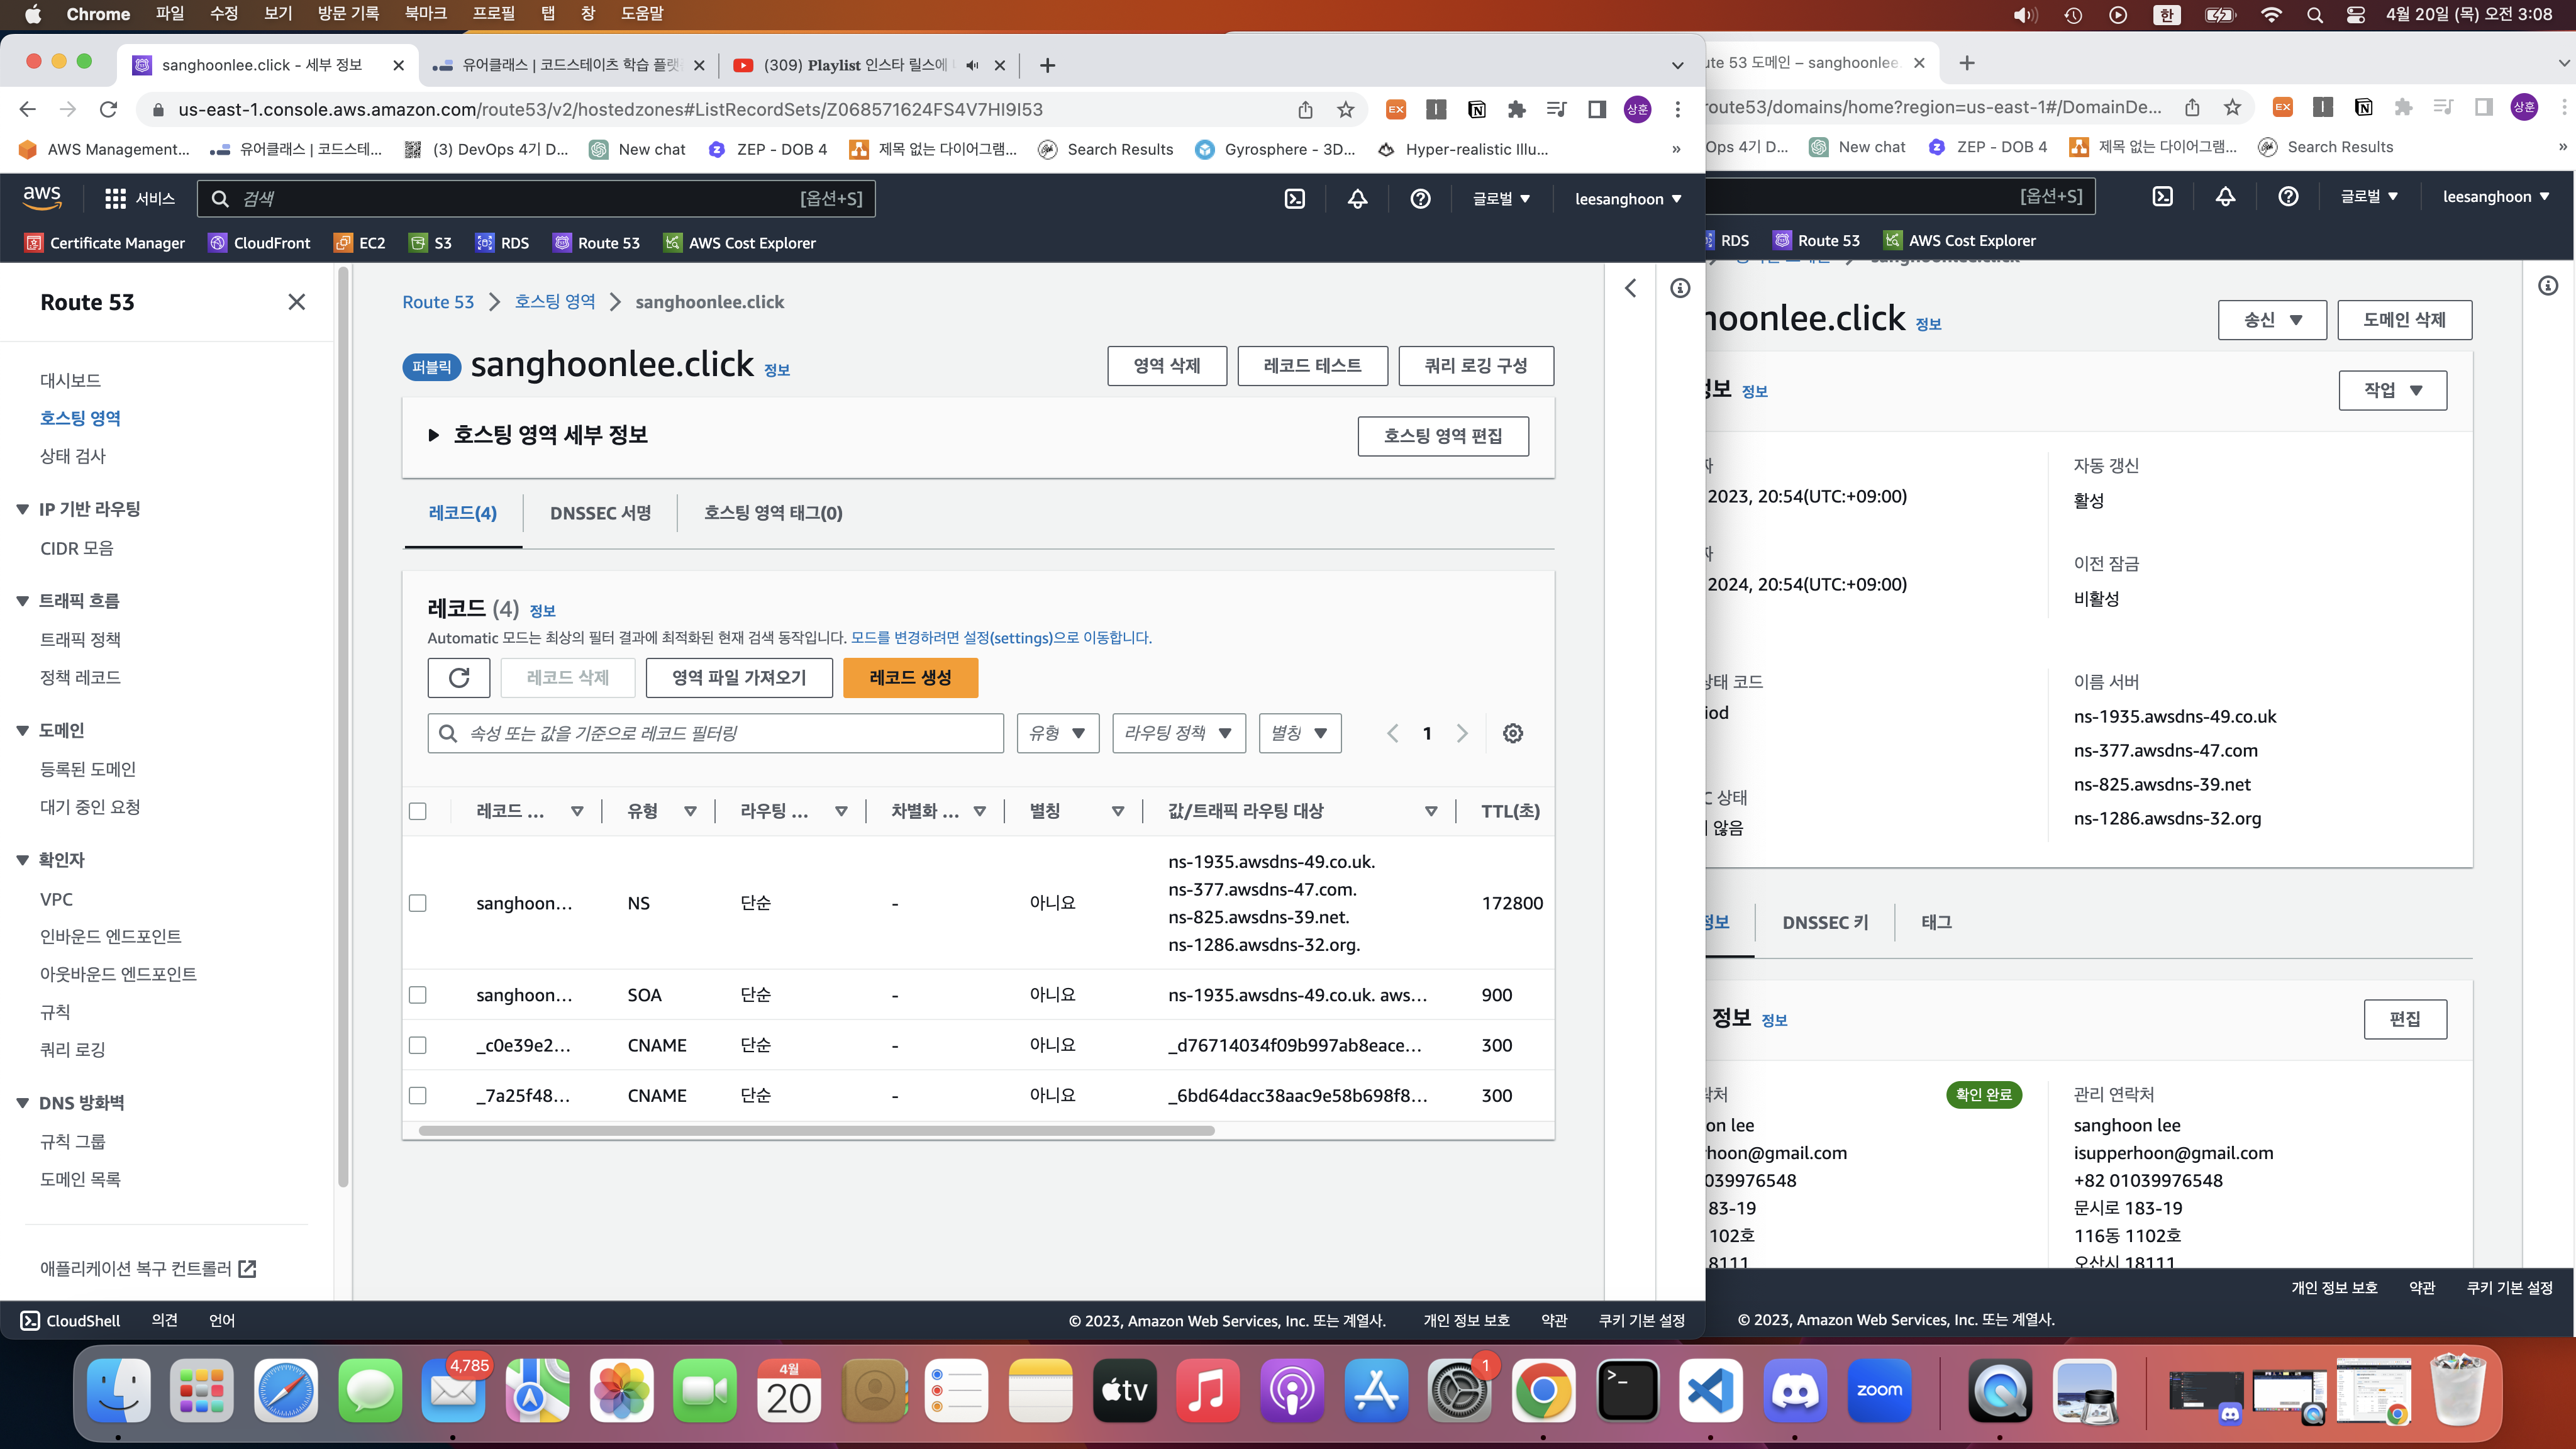 Chrome 파일 수정 보기 방문 기록 북마크 프로필 탭 창 도움말
한 4월 20일 (목) 오전 3:08
sanghoonlee.click - 세부 정보
유어클래스 | 코드스테이츠 학습 플랫
(309) Playlist 인스타 릴스에
us-east-1.console.aws.amazon.com/route53/v2/hostedzones#ListRecordSets/Z068571624FS4V7HI9I53
EX
상훈
AWS Management...
유어클래스 | 코드스테...
(3) DevOps 4기 D...
New chat
ZEP - DOB 4
제목 없는 다이어그램...
Search Results
Gyrosphere - 3D...
Hyper-realistic Illu...
»
aws
서비스
검색
[옵션+S]
글로벌
leesanghoon
Certificate Manager
CloudFront
EC2
S3
RDS
Route 53
AWS Cost Explorer
Route 53
대시보드
호스팅 영역
상태 검사
IP 기반 라우팅
CIDR 모음
트래픽 흐름
트래픽 정책
정책 레코드
도메인
등록된 도메인
대기 중인 요청
확인자
VPC
인바운드 엔드포인트
아웃바운드 엔드포인트
규칙
쿼리 로깅
DNS 방화벽
규칙 그룹
도메인 목록
애플리케이션 복구 컨트롤러
Route 53 > 호스팅 영역 > sanghoonlee.click
퍼블릭 sanghoonlee.click 정보
영역 삭제
레코드 테스트
쿼리 로깅 구성
호스팅 영역 세부 정보
호스팅 영역 편집
레코드(4)
DNSSEC 서명
호스팅 영역 태그(0)
레코드 (4) 정보
Automatic 모드는 최상의 필터 결과에 최적화된 현재 검색 동작입니다. 모드를 변경하려면 설정(settings)으로 이동합니다.
레코드 삭제
영역 파일 가져오기
레코드 생성
속성 또는 값을 기준으로 레코드 필터링
유형
라우팅 정책
별칭
1
레코드 ... 유형 라우팅 ... 차별화 ... 별칭 값/트래픽 라우팅 대상 TTL(초)
ns-1935.awsdns-49.co.uk.
ns-377.awsdns-47.com.
sanghoon... NS 단순 - 아니요 172800
ns-825.awsdns-39.net.
ns-1286.awsdns-32.org.
sanghoon... SOA 단순 - 아니요 ns-1935.awsdns-49.co.uk. aws... 900
_c0e39e2... CNAME 단순 - 아니요 _d76714034f09b997ab8eace... 300
_7a25f48... CNAME 단순 - 아니요 _6bd64dacc38aac9e58b698f8... 300
CloudShell
의견
언어
© 2023, Amazon Web Services, Inc. 또는 계열사.
개인 정보 보호
약관
쿠키 기본 설정
ute 53 도메인 – sanghoonlee
route53/domains/home?region=us-east-1#/DomainDe...
EX
상훈
Ops 4기 D...
New chat
ZEP - DOB 4
제목 없는 다이어그램...
Search Results
»
[옵션+S]
글로벌
leesanghoon
RDS
Route 53
AWS Cost Explorer
hoonlee.click 정보
송신
도메인 삭제
정보 정보
작업
2023, 20:54(UTC:+09:00)
자동 갱신
활성
2024, 20:54(UTC:+09:00)
이전 잠금
비활성
상태 코드
iod
이름 서버
ns-1935.awsdns-49.co.uk
ns-377.awsdns-47.com
ns-825.awsdns-39.net
ns-1286.awsdns-32.org
C 상태
않음
정보
DNSSEC 키
태그
정보 정보
편집
락처
확인 완료
on lee
rhoon@gmail.com
039976548
83-19
102호
8111
관리 연락처
sanghoon lee
isupperhoon@gmail.com
+82 01039976548
문시로 183-19
116동 1102호
오산시 18111
개인 정보 보호
약관
쿠키 기본 설정
© 2023, Amazon Web Services, Inc. 또는 계열사.
4,785
4월
20
tv
1
zoom